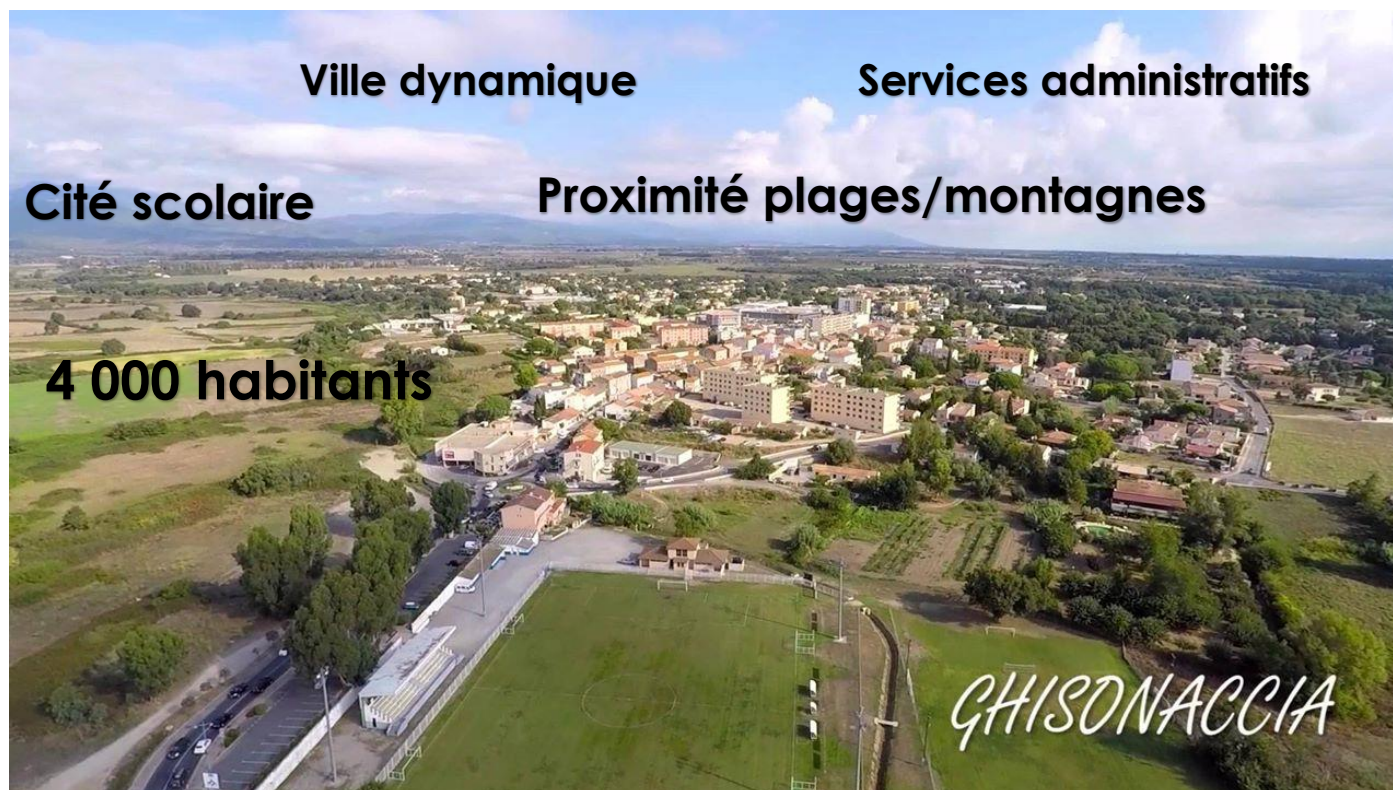 Ville dynamique
Services administratifs
Cité scolaire
Proximité plages/montagnes
4 000 habitants
GHISONACCIA